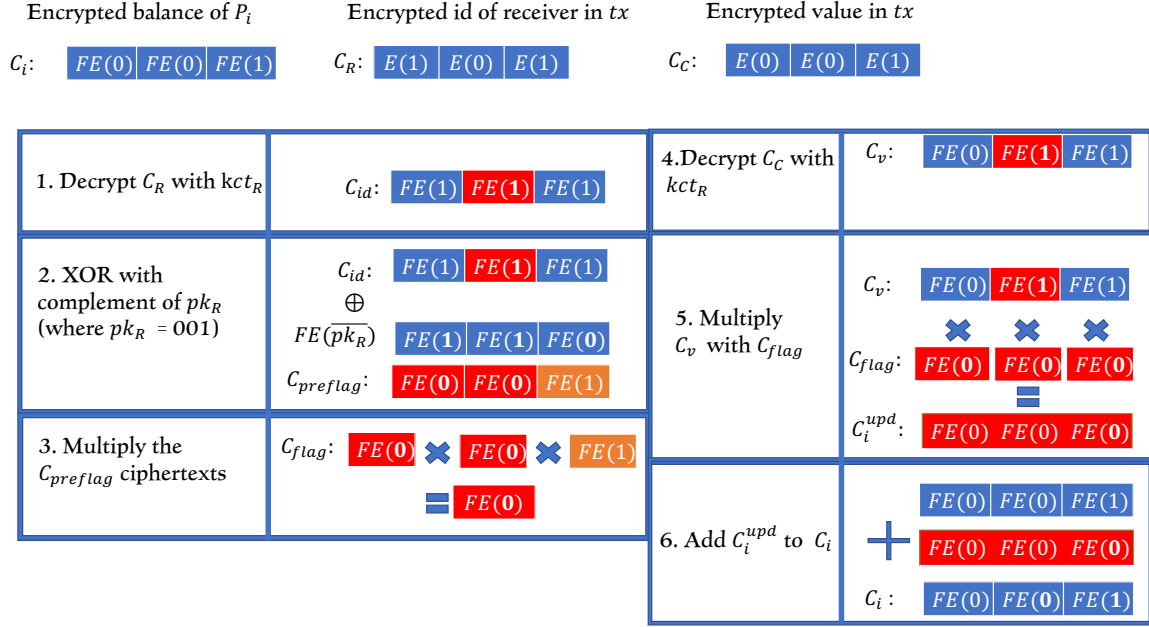 Encrypted balance of P_i
Encrypted id of receiver in tx
Encrypted value in tx
C_i: FE(0) FE(0) FE(1)
C_R: E(1) E(0) E(1)
C_C: E(0) E(0) E(1)
1. Decrypt C_R with kct_R
C_id: FE(1) FE(1) FE(1)
2. XOR with
complement of pk_R
(where pk_R = 001)
C_id: FE(1) FE(1) FE(1)
⊕
FE(\overline{pk_R}) FE(1) FE(1) FE(0)
C_preflag: FE(0) FE(0) FE(1)
3. Multiply the
C_preflag ciphertexts
C_flag: FE(0) × FE(0) × FE(1)
= FE(0)
4.Decrypt C_C with
kct_R
C_v: FE(0) FE(1) FE(1)
5. Multiply
C_v with C_flag
C_v: FE(0) FE(1) FE(1)
× × ×
C_flag: FE(0) FE(0) FE(0)
=
C_i^upd: FE(0) FE(0) FE(0)
6. Add C_i^upd to C_i
FE(0) FE(0) FE(1)
+ FE(0) FE(0) FE(0)
C_i: FE(0) FE(0) FE(1)